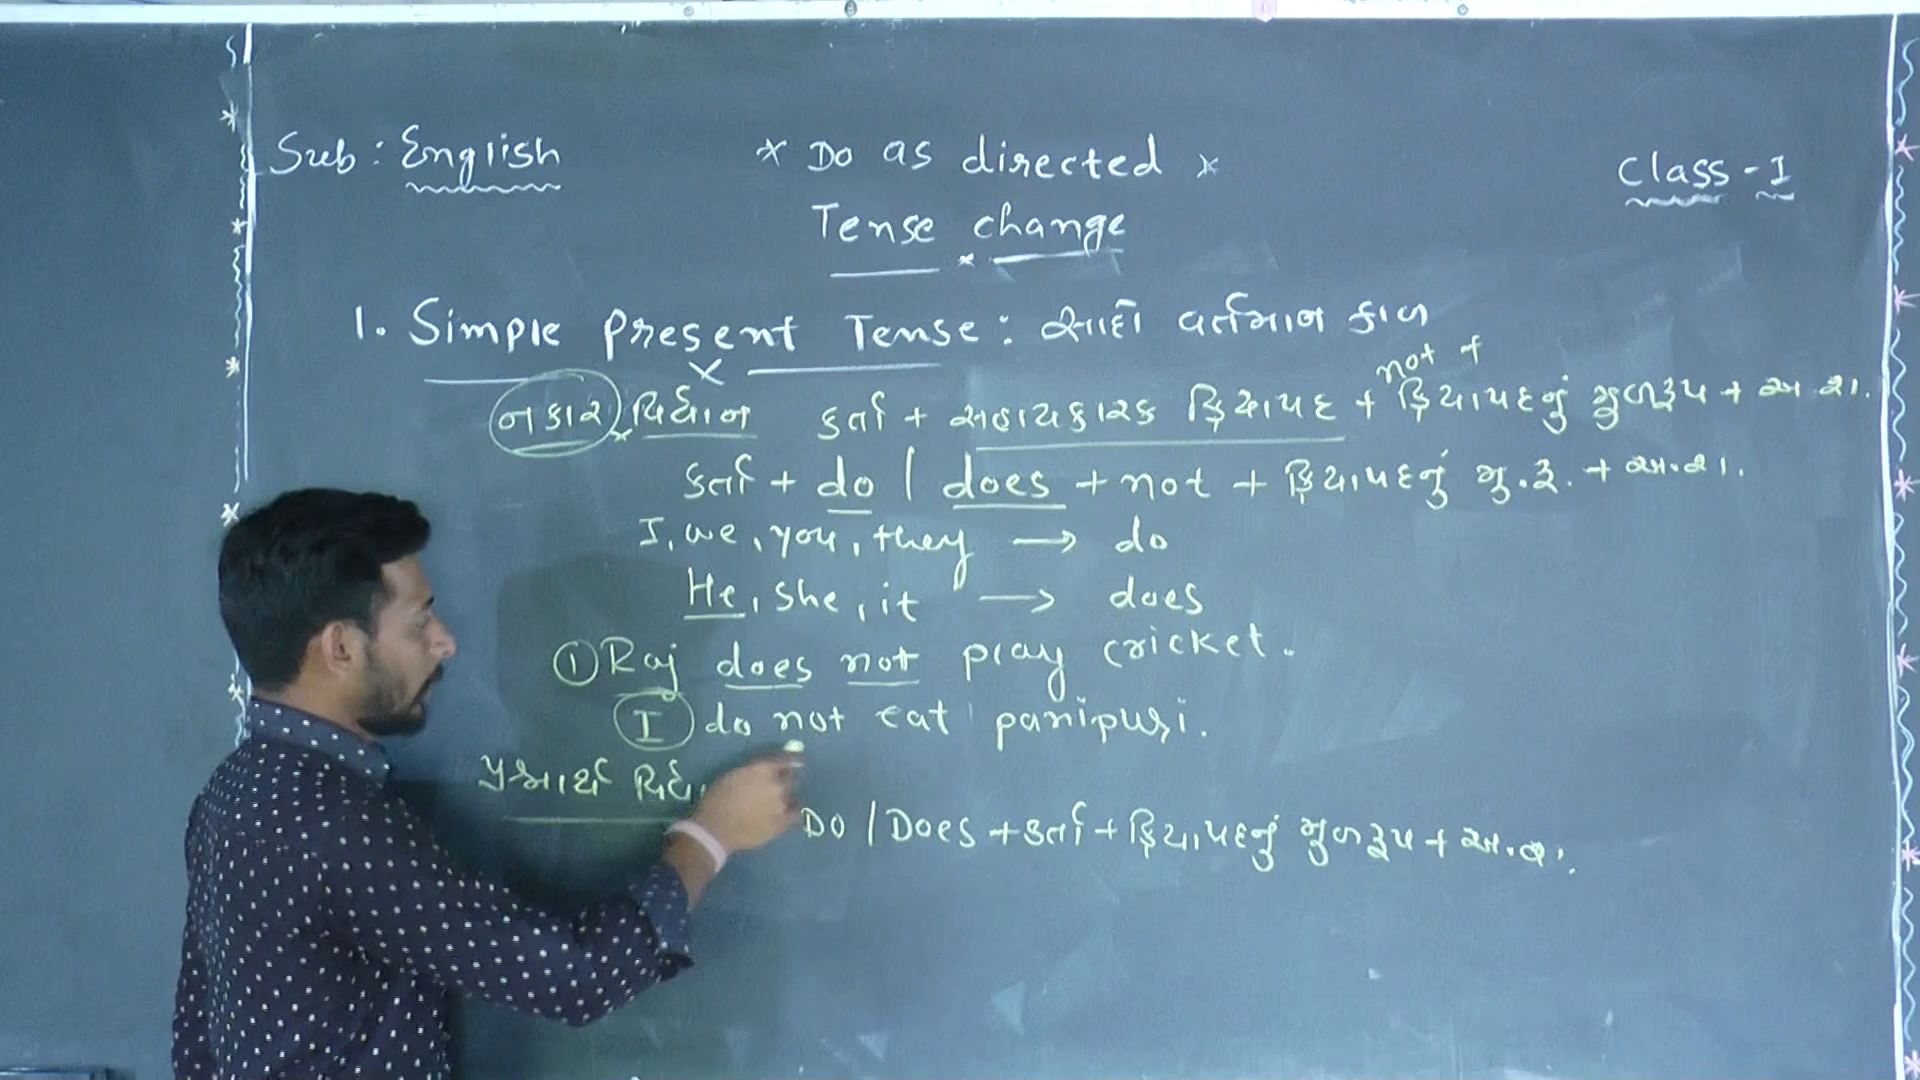 Sub : English
* Do as directed *
Class - I
Tense change
1. Simple Present Tense : સાદો વર્તમાન કાળ
not +
નકાર વિધાન કર્તા + સહાયકારક ક્રિયાપદ + ક્રિયાપદનું મુળરૂપ + અ.વા.
કર્તા + do / does + not + ક્રિયાપદનું મુ.રૂ. + અ.વા.
I, we, you, they → do
He, she, it → does
① Raj does not play cricket.
I do not eat panipuri.
પ્રશ્નાર્થ
Do / Does + કર્તા + ક્રિયાપદનું મુળરૂપ + અ.વા.